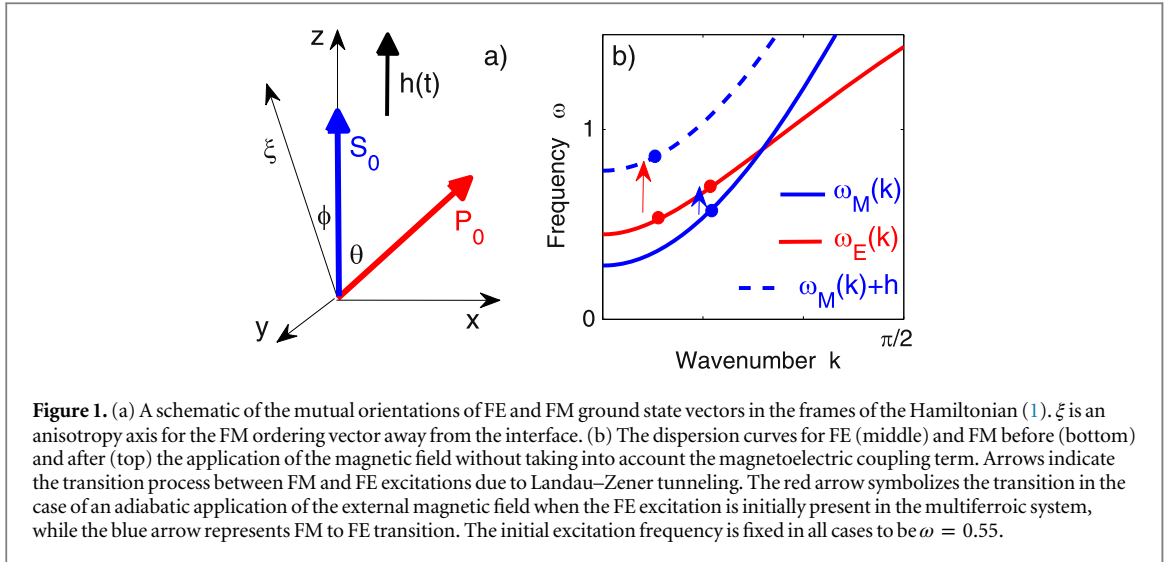 a)
z
h(t)
ξ
S0
ϕ
θ
P0
x
y
b)
Frequency ω
1
0
ωM(k)
ωE(k)
ωM(k)+h
π/2
Wavenumber k
Figure 1. (a) A schematic of the mutual orientations of FE and FM ground state vectors in the frames of the Hamiltonian (1). ξ is an
anisotropy axis for the FM ordering vector away from the interface. (b) The dispersion curves for FE (middle) and FM before (bottom)
and after (top) the application of the magnetic field without taking into account the magnetoelectric coupling term. Arrows indicate
the transition process between FM and FE excitations due to Landau–Zener tunneling. The red arrow symbolizes the transition in the
case of an adiabatic application of the external magnetic field when the FE excitation is initially present in the multiferroic system,
while the blue arrow represents FM to FE transition. The initial excitation frequency is fixed in all cases to be ω = 0.55.